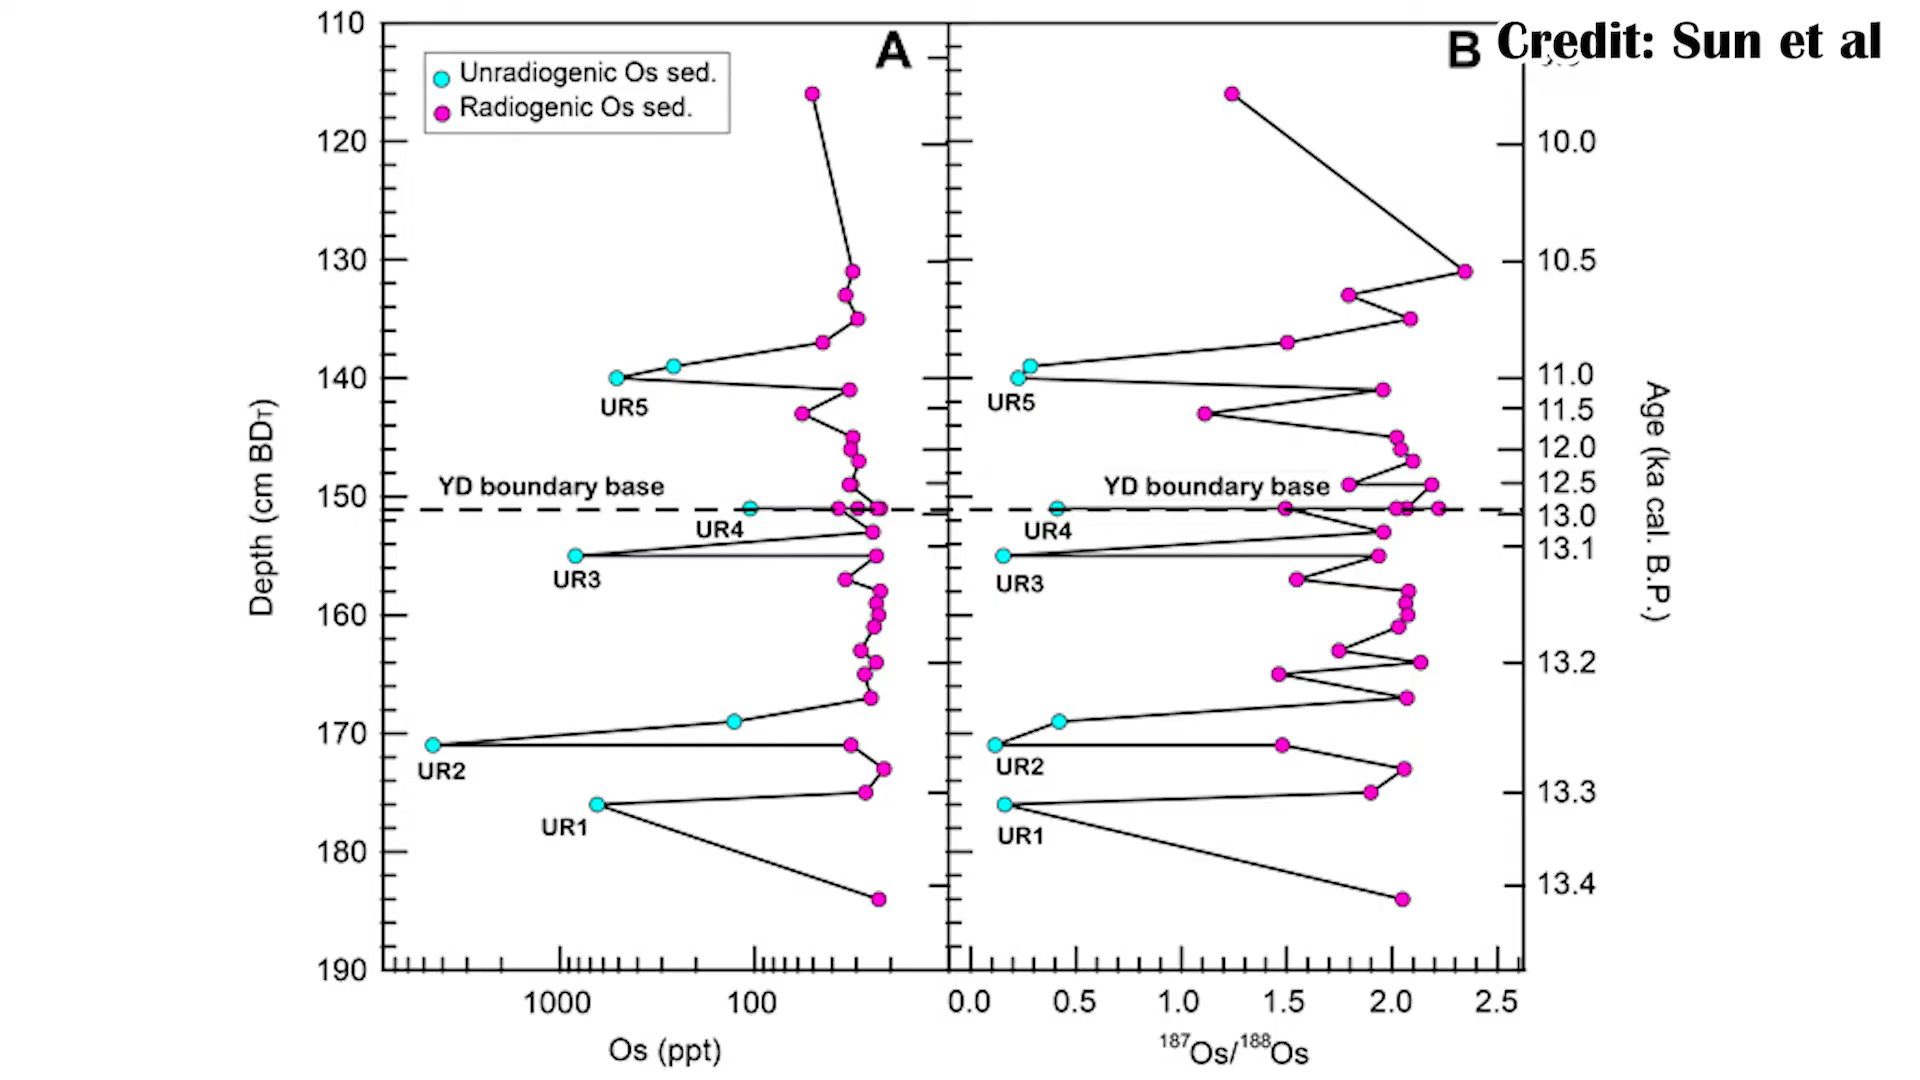 Credit: Sun et al
A
B
Unradiogenic Os sed.
Radiogenic Os sed.
110
120
130
140
150
160
170
180
190
Depth (cm BDT)
UR5
YD boundary base
UR4
UR3
UR2
UR1
1000
100
Os (ppt)
UR5
YD boundary base
UR4
UR3
UR2
UR1
0.0
0.5
1.0
1.5
2.0
2.5
187Os/188Os
10.0
10.5
11.0
11.5
12.0
12.5
13.0
13.1
13.2
13.3
13.4
Age (ka cal. B.P.)